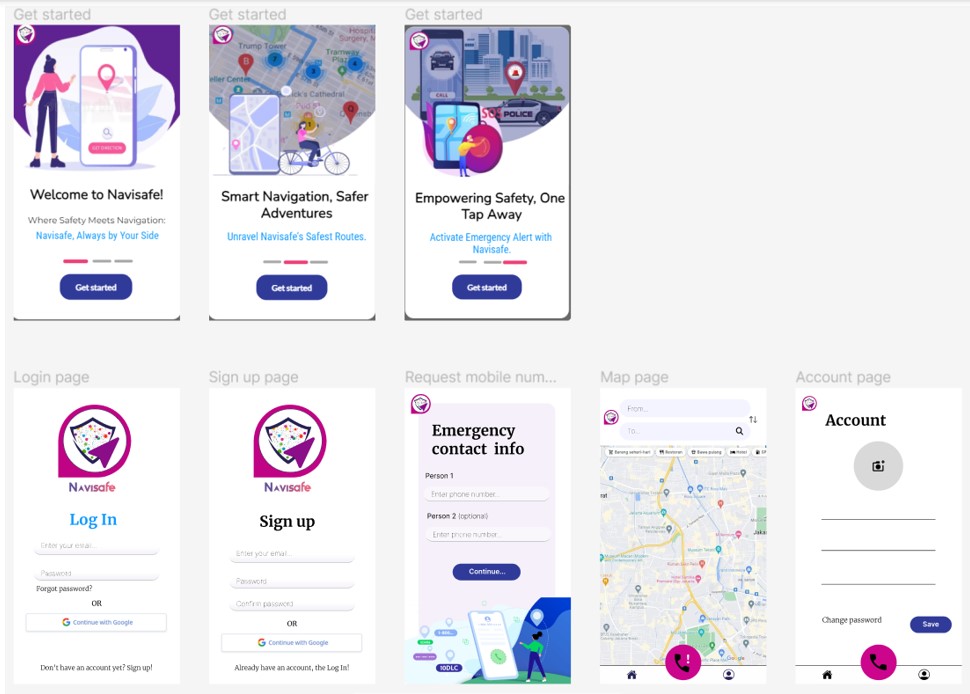 Get started
Get started
Get started
GET DIRECTION
Trump Tower
Tramway
CALL
SOS
POLICE
Welcome to Navisafe!
Where Safety Meets Navigation:
Navisafe, Always by Your Side
Get started
Smart Navigation, Safer
Adventures
Unravel Navisafe's Safest Routes.
Get started
Empowering Safety, One
Tap Away
Activate Emergency Alert with
Navisafe.
Get started
Login page
Sign up page
Request mobile num...
Map page
Account page
NAVISafe
Log In
Enter your email...
Password
Forgot password?
OR
Continue with Google
Don't have an account yet? Sign up!
NAVISafe
Sign up
Enter your email...
Password
Confirm password
OR
Continue with Google
Already have an account, the Log In!
Emergency
contact info
Person 1
Enter phone number...
Person 2 (optional)
Enter phone number...
Continue...
10DLC
From...
To...
Restoran
Bawa pulang
Hotel
Google
Account
Change password
Save